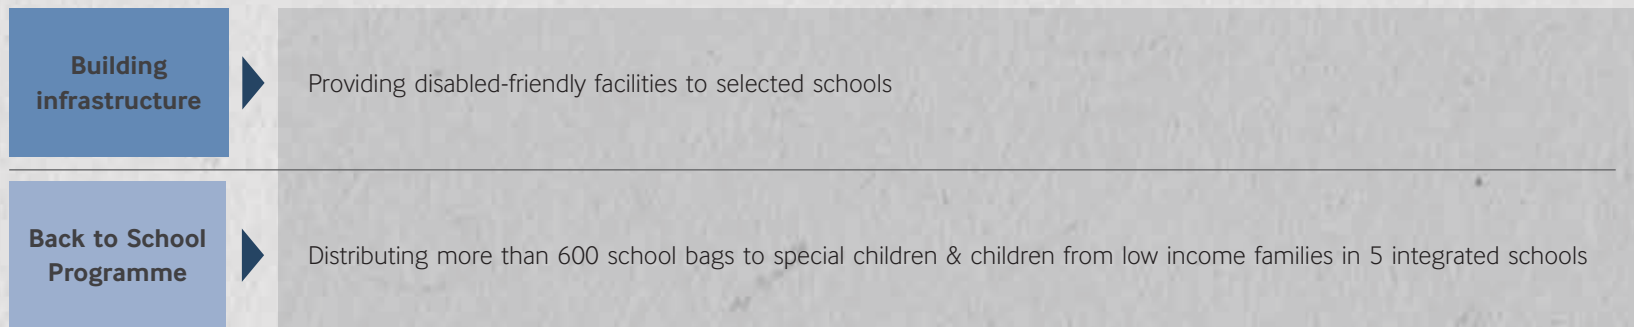 Building
infrastructure
Providing disabled-friendly facilities to selected schools
Back to School
Programme
Distributing more than 600 school bags to special children & children from low income families in 5 integrated schools